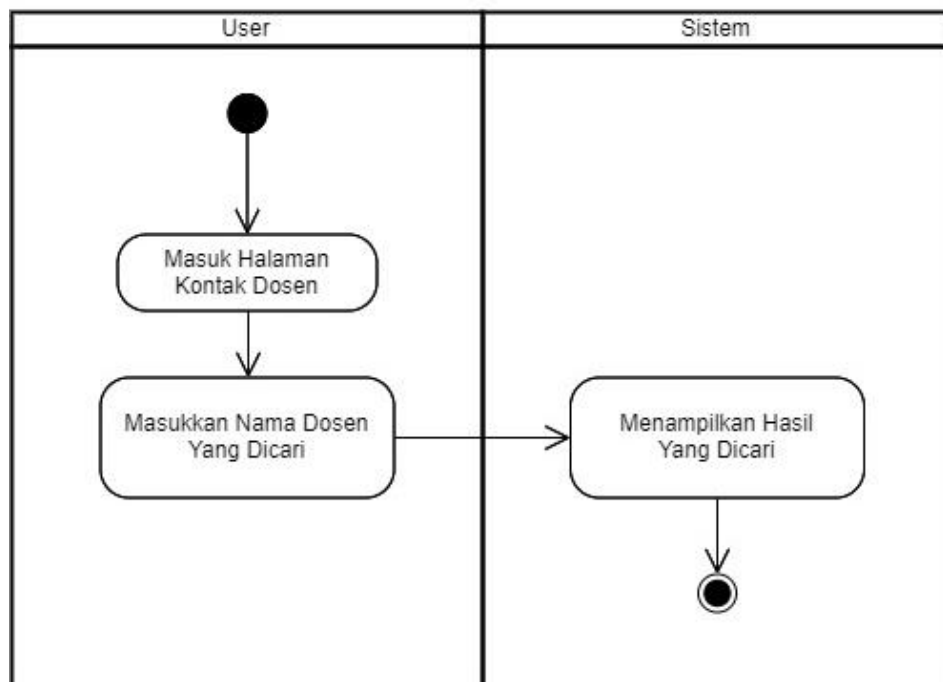 User
Sistem
Masuk Halaman
Kontak Dosen
Masukkan Nama Dosen
Yang Dicari
Menampilkan Hasil
Yang Dicari